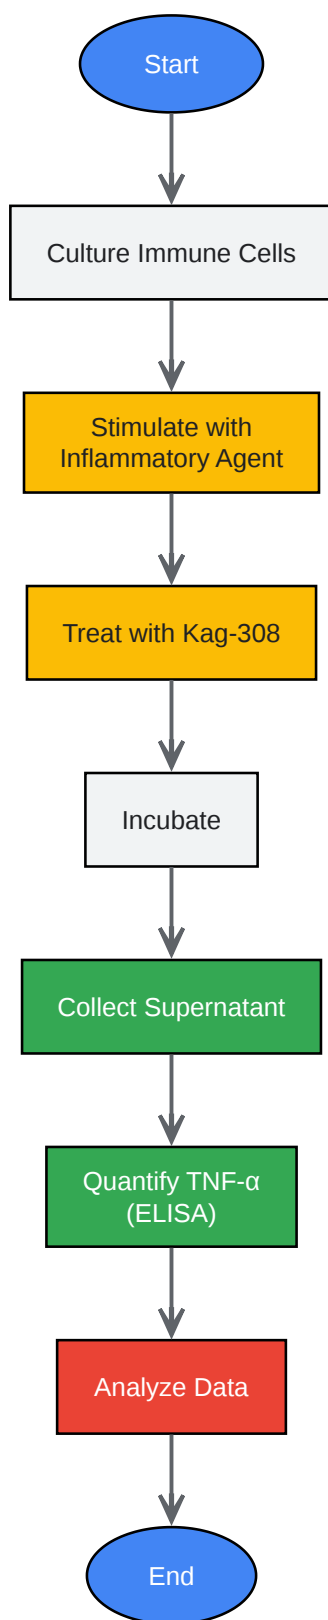 Start
Culture Immune Cells
Stimulate with
Inflammatory Agent
Treat with Kag-308
Incubate
Collect Supernatant
Quantify TNF-α
(ELISA)
Analyze Data
End